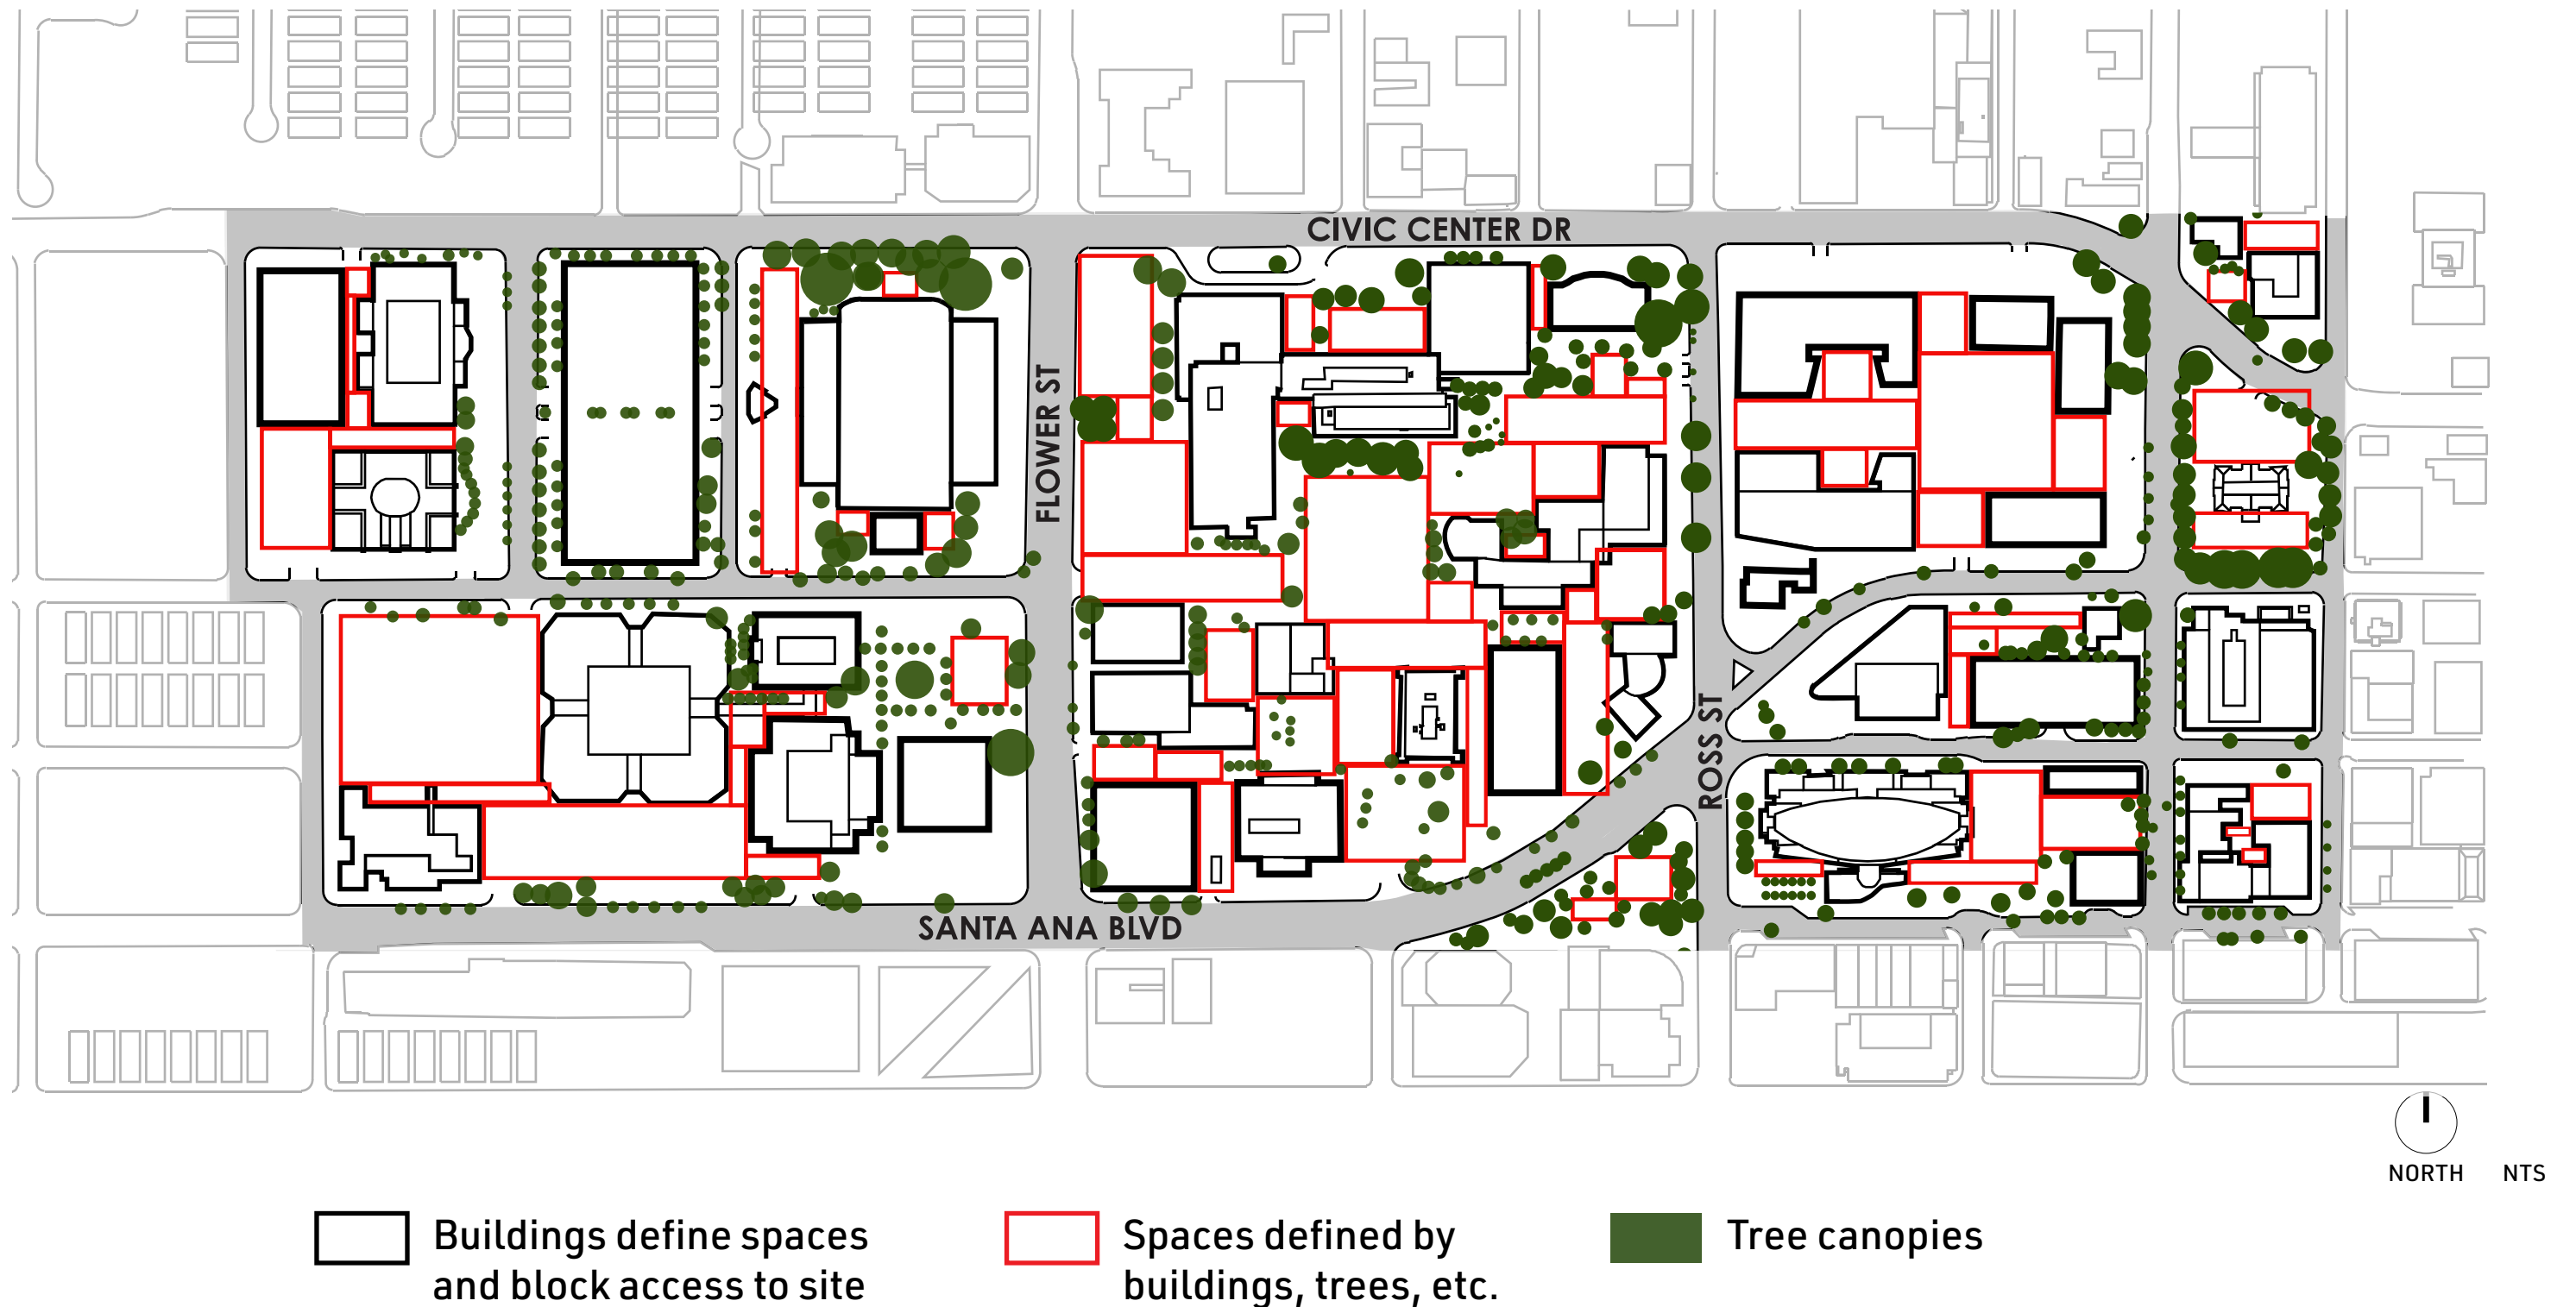 CIVIC CENTER DR
FLOWER ST
ROSS ST
SANTA ANA BLVD
NORTH NTS
Buildings define spaces
and block access to site
Spaces defined by
buildings, trees, etc.
Tree canopies